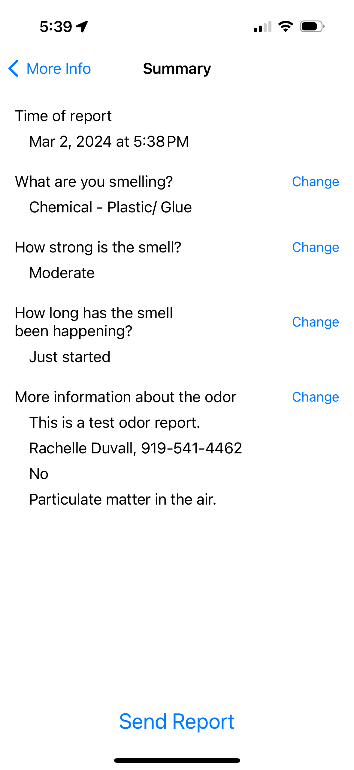 5:39
More Info
Summary
Time of report
Mar 2, 2024 at 5:38 PM
What are you smelling?
Change
Chemical - Plastic/ Glue
How strong is the smell?
Change
Moderate
How long has the smell
been happening?
Change
Just started
More information about the odor
Change
This is a test odor report.
Rachelle Duvall, 919-541-4462
No
Particulate matter in the air.
Send Report